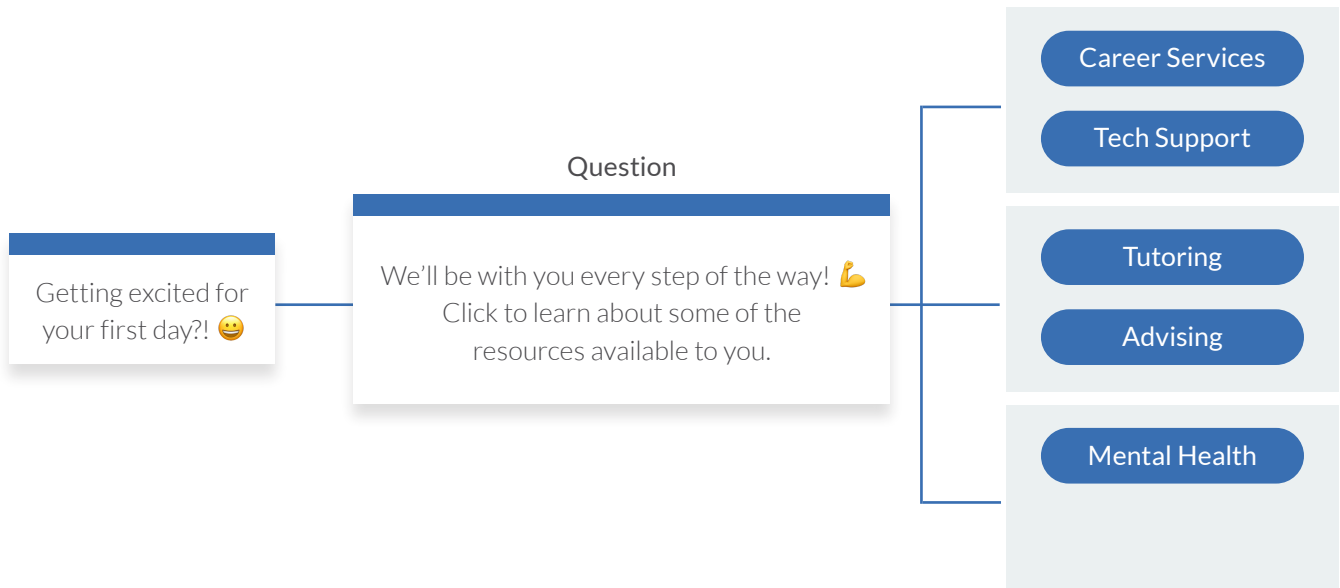 Getting excited for
your first day?! 😀
Question
We’ll be with you every step of the way! 💪
Click to learn about some of the
resources available to you.
Career Services
Tech Support
Tutoring
Advising
Mental Health